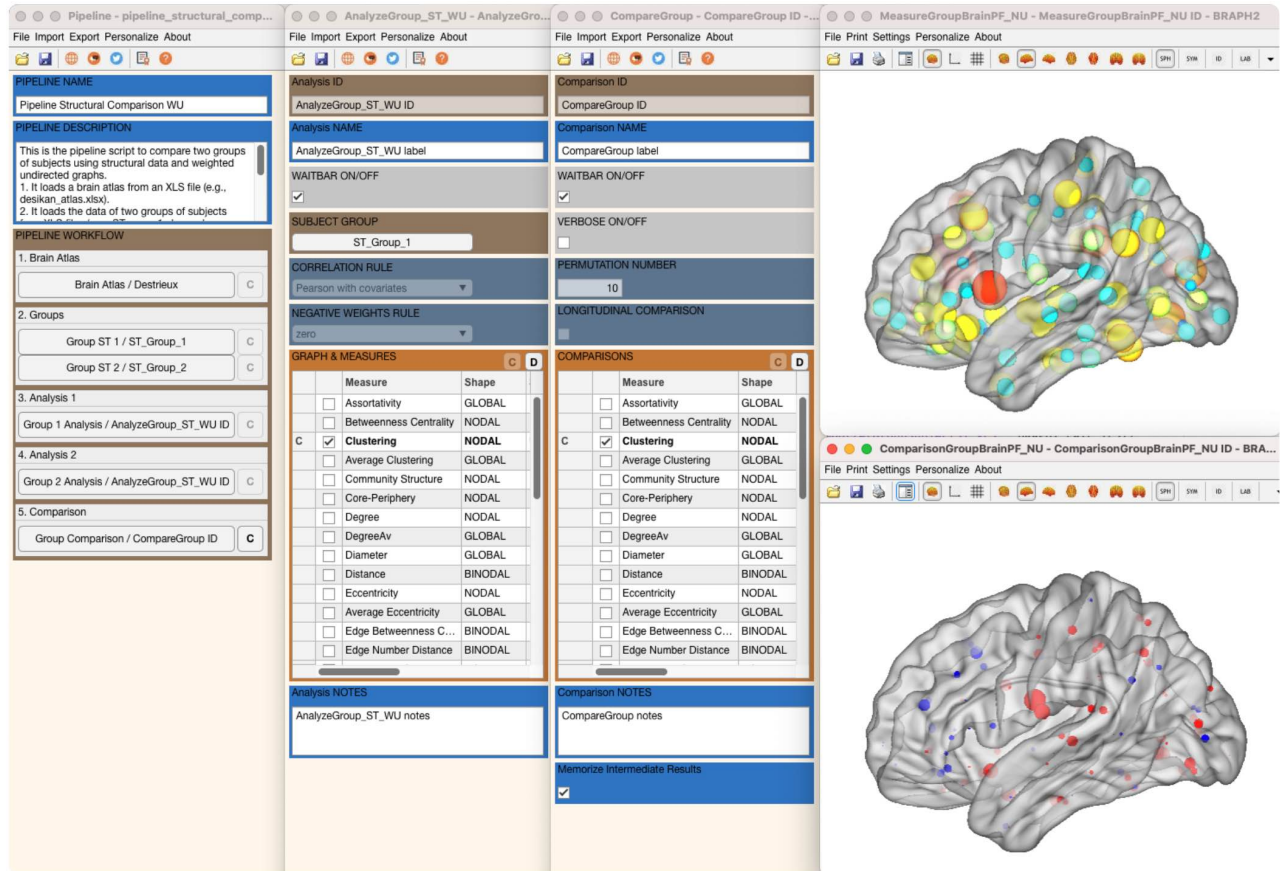 Pipeline - pipeline_structural_comp...
File Import Export Personalize About
PIPELINE NAME
Pipeline Structural Comparison WU
PIPELINE DESCRIPTION
This is the pipeline script to compare two groups
of subjects using structural data and weighted
undirected graphs.
1. It loads a brain atlas from an XLS file (e.g.,
desikan_atlas.xlsx).
2. It loads the data of two groups of subjects
PIPELINE WORKFLOW
1. Brain Atlas
Brain Atlas / Destrieux C
2. Groups
Group ST 1 / ST_Group_1 C
Group ST 2 / ST_Group_2 C
3. Analysis 1
Group 1 Analysis / AnalyzeGroup_ST_WU ID C
4. Analysis 2
Group 2 Analysis / AnalyzeGroup_ST_WU ID C
5. Comparison
Group Comparison / CompareGroup ID C
AnalyzeGroup_ST_WU - AnalyzeGro...
File Import Export Personalize About
Analysis ID
AnalyzeGroup_ST_WU ID
Analysis NAME
AnalyzeGroup_ST_WU label
WAITBAR ON/OFF
SUBJECT GROUP
ST_Group_1
CORRELATION RULE
Pearson with covariates
NEGATIVE WEIGHTS RULE
zero
GRAPH & MEASURES C D
Measure Shape
Assortativity GLOBAL
Betweenness Centrality NODAL
C Clustering NODAL
Average Clustering GLOBAL
Community Structure NODAL
Core-Periphery NODAL
Degree NODAL
DegreeAv GLOBAL
Diameter GLOBAL
Distance BINODAL
Eccentricity NODAL
Average Eccentricity GLOBAL
Edge Betweenness C... BINODAL
Edge Number Distance BINODAL
Analysis NOTES
AnalyzeGroup_ST_WU notes
CompareGroup - CompareGroup ID -...
File Import Export Personalize About
Comparison ID
CompareGroup ID
Comparison NAME
CompareGroup label
WAITBAR ON/OFF
VERBOSE ON/OFF
PERMUTATION NUMBER
10
LONGITUDINAL COMPARISON
COMPARISONS C D
Measure Shape
Assortativity GLOBAL
Betweenness Centrality NODAL
C Clustering NODAL
Average Clustering GLOBAL
Community Structure NODAL
Core-Periphery NODAL
Degree NODAL
DegreeAv GLOBAL
Diameter GLOBAL
Distance BINODAL
Eccentricity NODAL
Average Eccentricity GLOBAL
Edge Betweenness C... BINODAL
Edge Number Distance BINODAL
Comparison NOTES
CompareGroup notes
Memorize Intermediate Results
MeasureGroupBrainPF_NU - MeasureGroupBrainPF_NU ID - BRAPH2
File Print Settings Personalize About
SPH SYM ID LAB
ComparisonGroupBrainPF_NU - ComparisonGroupBrainPF_NU ID - BRA...
File Print Settings Personalize About
SPH SYM ID LAB